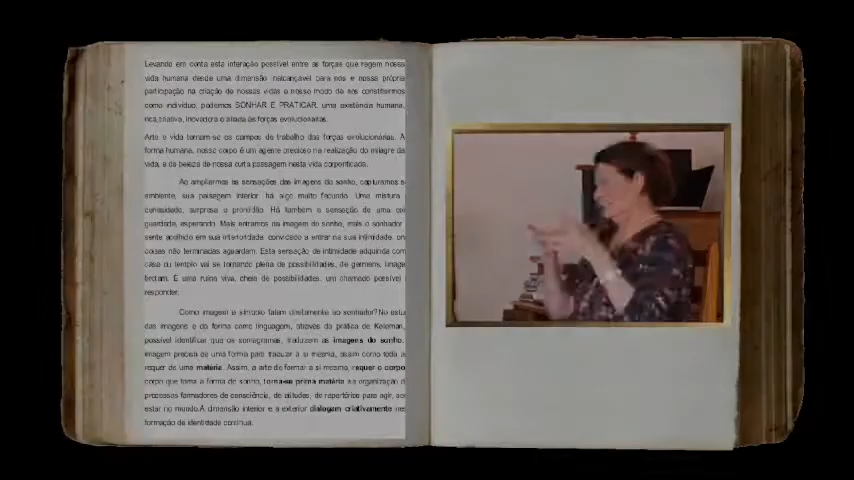 Levando em conta esta interação possível entre as forças que regem nossa
vida humana desde uma dimensão inalcançável para nós e nossa própria
participação na criação de nossas vidas e nosso modo de nos constituirmos
como indivíduo, podemos SONHAR E PRATICAR, uma existência humana,
rica, criativa, inovadora e aliada às forças evolucionárias.
Arte e vida tornam-se os campos de trabalho das forças evolucionárias. A
forma humana, nosso corpo é um agente precioso na realização do milagre da
vida, e da beleza de nossa curta passagem nesta vida corporificada.
Ao ampliarmos as sensações das imagens do sonho, capturamos
ambiente, sua paisagem interior, há algo muito fecundo. Uma mistura
curiosidade, surpresa e prontidão. Há também a sensação de uma
guardada, esperando. Mais entramos na imagem do sonho, mais o sonhador
sente acolhido em sua interioridade, convidado a entrar na sua intimidade, on
coisas não terminadas aguardam. Esta sensação de intimidade adquirida com
casa ou templo vai se tornando plena de possibilidades, de germens, image
brotam. É uma ruína viva, cheia de possibilidades, um chamado possível
responder.
Como imagem e símbolo falam diretamente ao sonhador? No estu
das imagens e da forma como linguagem, através da prática de Keleman,
possível identificar que os somagramas, traduzem as imagens do sonho,
imagem precisa de uma forma para traduzir a si mesma, assim como toda a
requer de uma matéria. Assim, a arte de formar a si mesmo, requer o corpo
corpo que toma a forma do sonho, torna-se prima matéria na organização
processos formadores de consciência, de atitudes, de repertórios para agir, se
estar no mundo. A dimensão interior e a exterior dialogam criativamente
formação de identidade contínua.